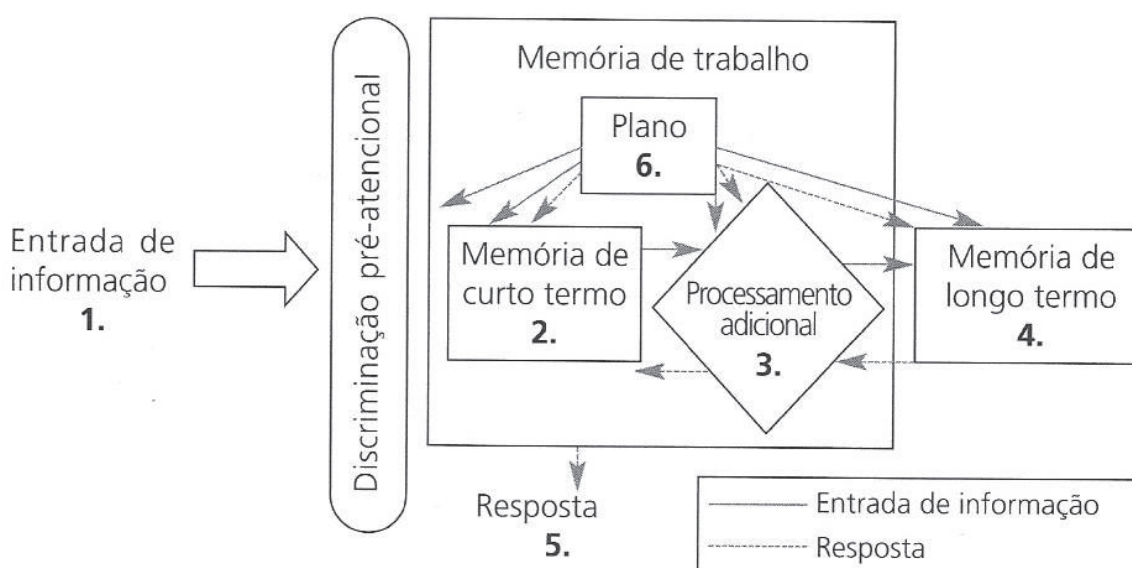 Entrada de
informação
1.
Discriminação pré-atencional
Memória de trabalho
Plano
6.
Memória de
curto termo
2.
Processamento
adicional
3.
Memória de
longo termo
4.
Resposta
5.
Entrada de informação
Resposta